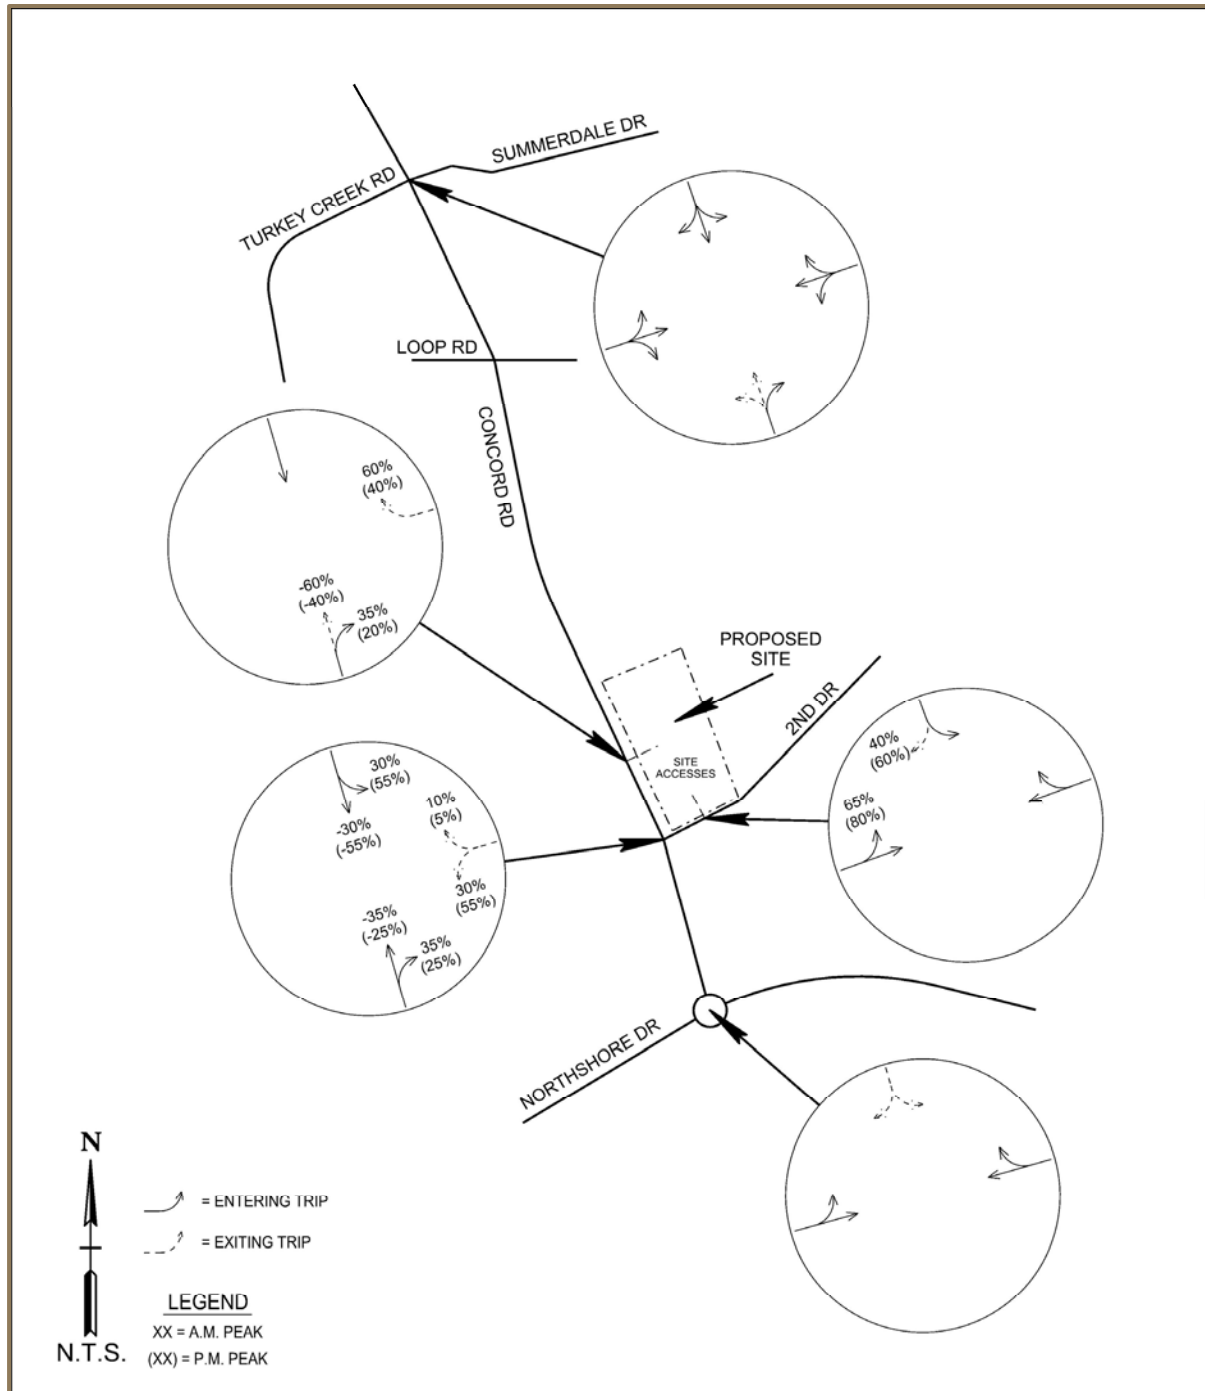 SUMMERDALE DR
TURKEY CREEK RD
LOOP RD
CONCORD RD
60%
(40%)
-60%
(-40%)
35%
(20%)
PROPOSED
SITE
2ND DR
SITE
ACCESSES
40%
(60%)
65%
(80%)
30%
(55%)
-30%
(-55%)
10%
(5%)
30%
(55%)
-35%
(-25%)
35%
(25%)
NORTHSHORE DR
N
N.T.S.
= ENTERING TRIP
= EXITING TRIP
LEGEND
XX = A.M. PEAK
(XX) = P.M. PEAK